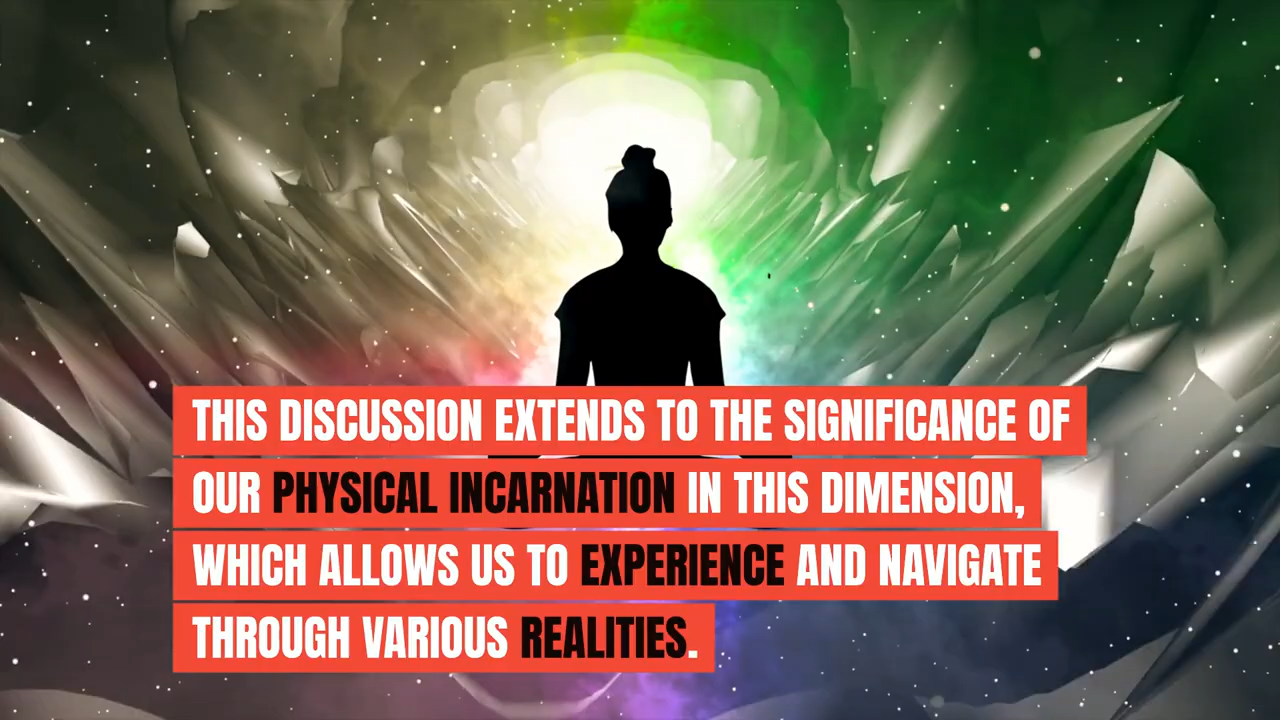 THIS DISCUSSION EXTENDS TO THE SIGNIFICANCE OF
OUR PHYSICAL INCARNATION IN THIS DIMENSION,
WHICH ALLOWS US TO EXPERIENCE AND NAVIGATE
THROUGH VARIOUS REALITIES.